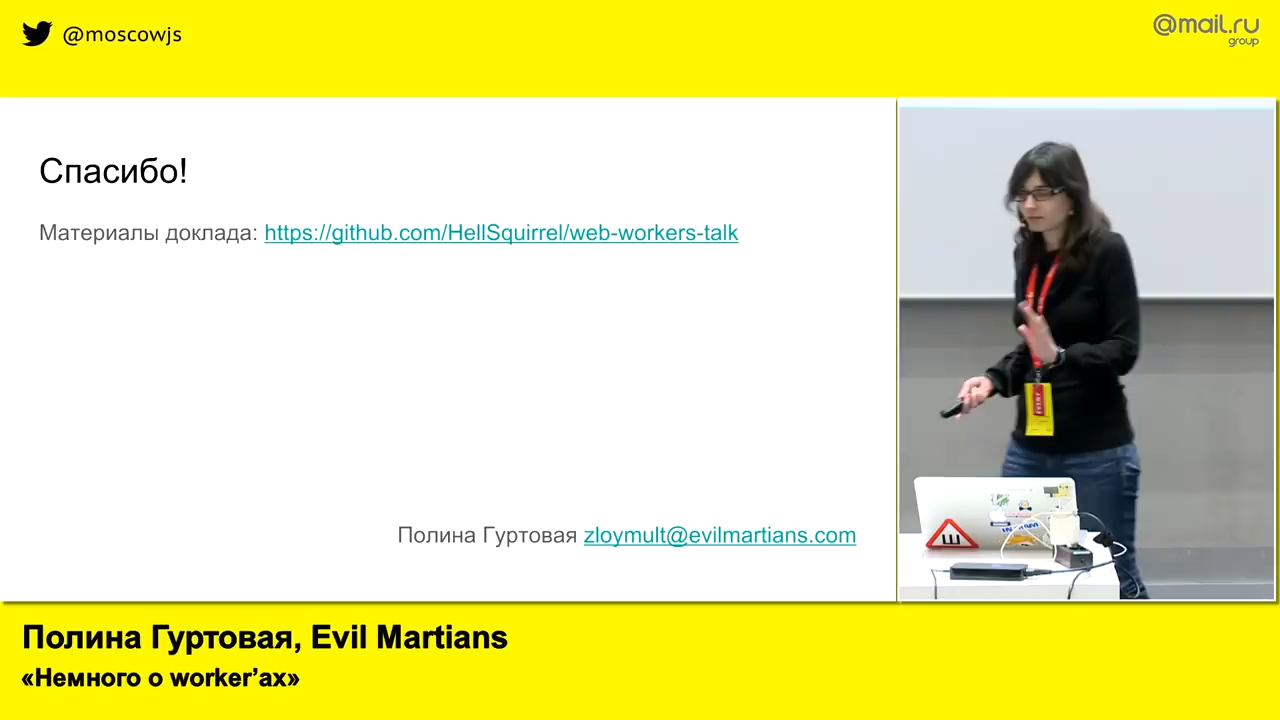 @moscowjs
@mail.ru
group
Спасибо!
Материалы доклада: https://github.com/HellSquirrel/web-workers-talk
Полина Гуртовая zloymult@evilmartians.com
EVENT
Ш
Полина Гуртовая, Evil Martians
«Немного о worker’ах»